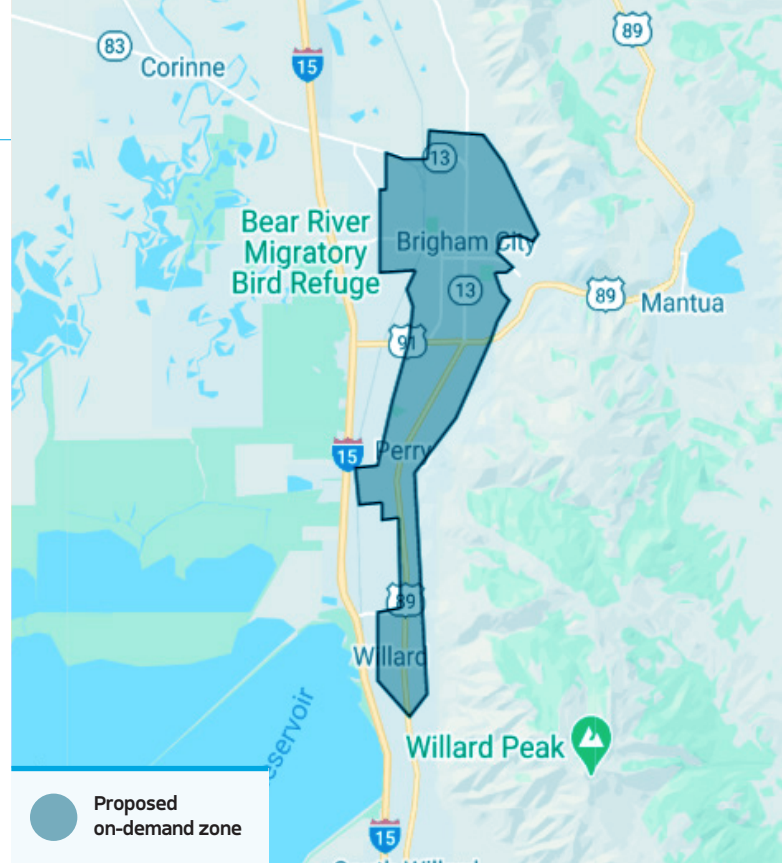 89
83
Corinne
15
13
Bear River
Migratory
Bird Refuge
Brigham City
13
89
Mantua
91
15
Perry
89
Willard
Willard Peak
15
Proposed
on-demand zone